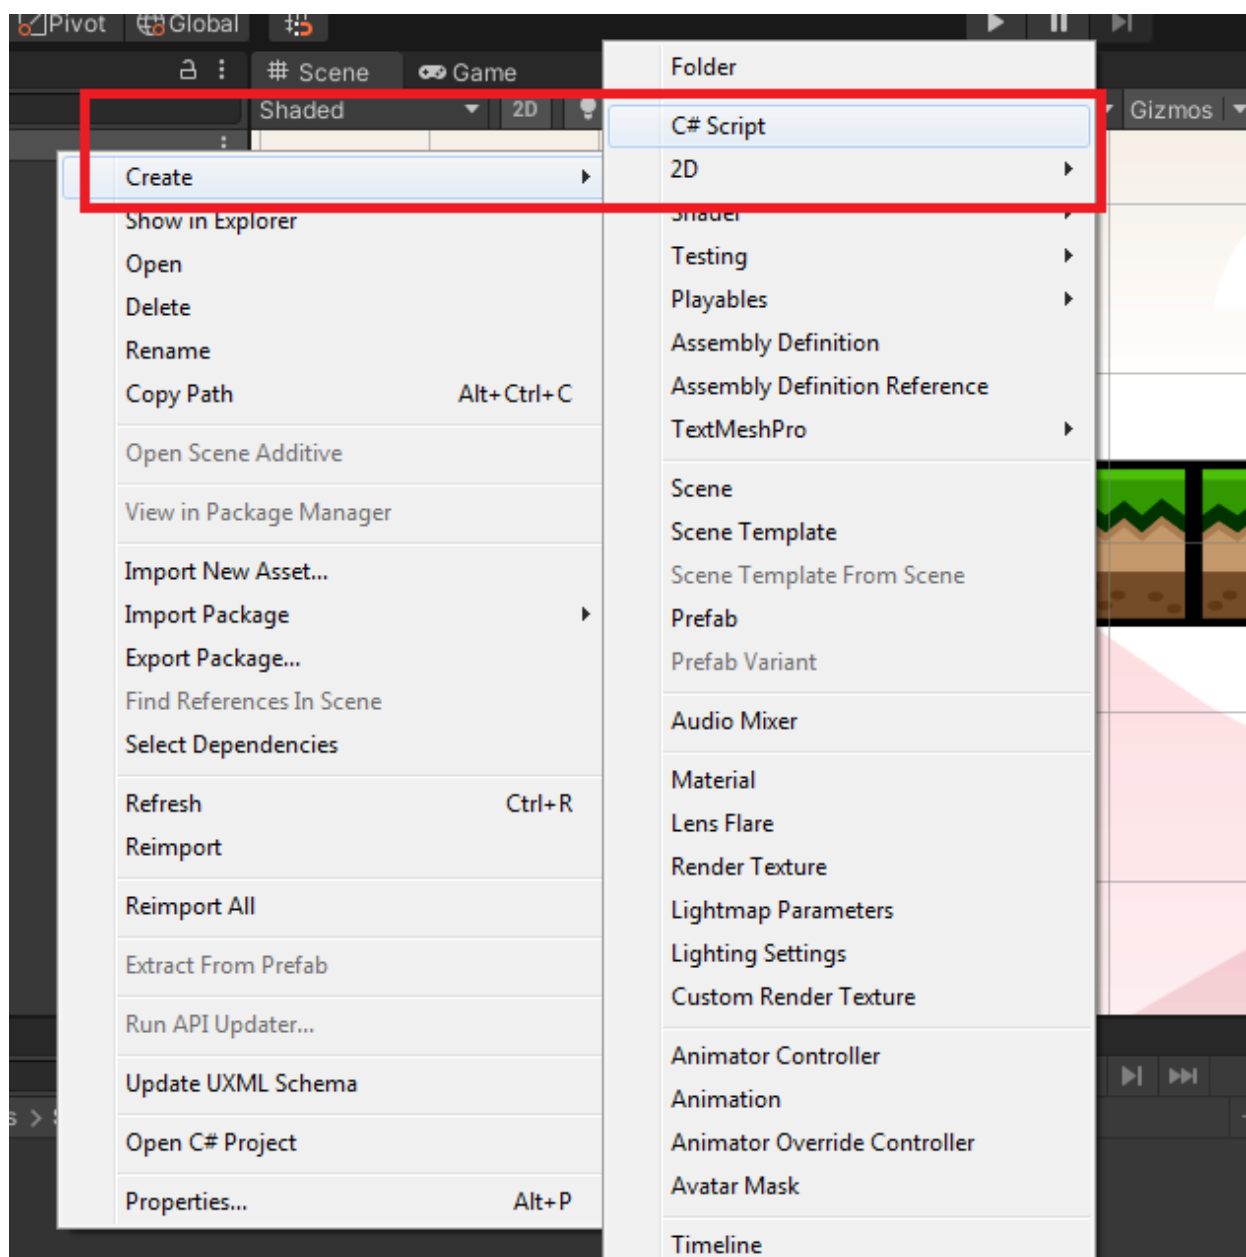 Pivot
Global
# Scene
Game
Shaded
2D
Gizmos
Create
Show in Explorer
Open
Delete
Rename
Copy Path Alt+Ctrl+C
Open Scene Additive
View in Package Manager
Import New Asset...
Import Package
Export Package...
Find References In Scene
Select Dependencies
Refresh Ctrl+R
Reimport
Reimport All
Extract From Prefab
Run API Updater...
Update UXML Schema
Open C# Project
Properties... Alt+P
Folder
C# Script
2D
Shader
Testing
Playables
Assembly Definition
Assembly Definition Reference
TextMeshPro
Scene
Scene Template
Scene Template From Scene
Prefab
Prefab Variant
Audio Mixer
Material
Lens Flare
Render Texture
Lightmap Parameters
Lighting Settings
Custom Render Texture
Animator Controller
Animation
Animator Override Controller
Avatar Mask
Timeline
s >